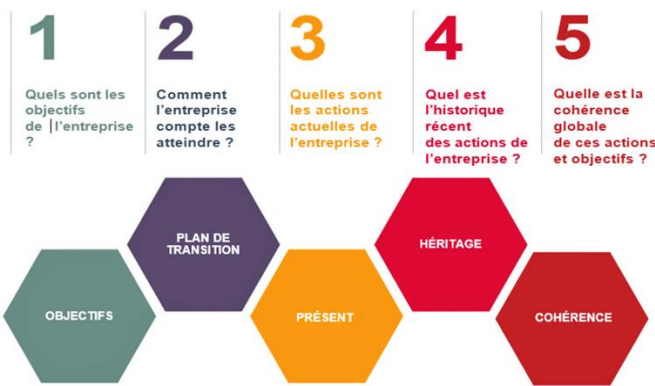 1
Quels sont les
objectifs
de l'entreprise
?
2
Comment
l'entreprise
compte les
atteindre ?
3
Quelles sont
les actions
actuelles de
l'entreprise ?
4
Quel est
l'historique
récent
des actions de
l'entreprise ?
5
Quelle est la
cohérence
globale
de ces actions
et objectifs ?
OBJECTIFS
PLAN DE
TRANSITION
PRÉSENT
HÉRITAGE
COHÉRENCE